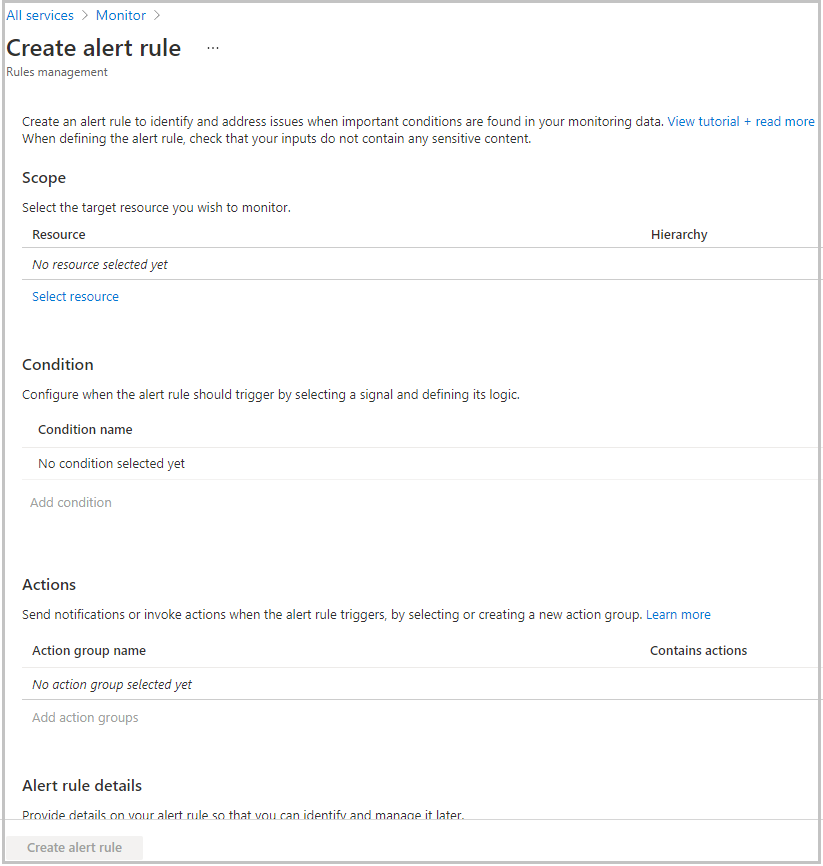 All services > Monitor >
Create alert rule ...
Rules management
Create an alert rule to identify and address issues when important conditions are found in your monitoring data. View tutorial + read more
When defining the alert rule, check that your inputs do not contain any sensitive content.
Scope
Select the target resource you wish to monitor.
Resource Hierarchy
No resource selected yet
Select resource
Condition
Configure when the alert rule should trigger by selecting a signal and defining its logic.
Condition name
No condition selected yet
Add condition
Actions
Send notifications or invoke actions when the alert rule triggers, by selecting or creating a new action group. Learn more
Action group name Contains actions
No action group selected yet
Add action groups
Alert rule details
Provide details on your alert rule so that you can identify and manage it later.
Create alert rule